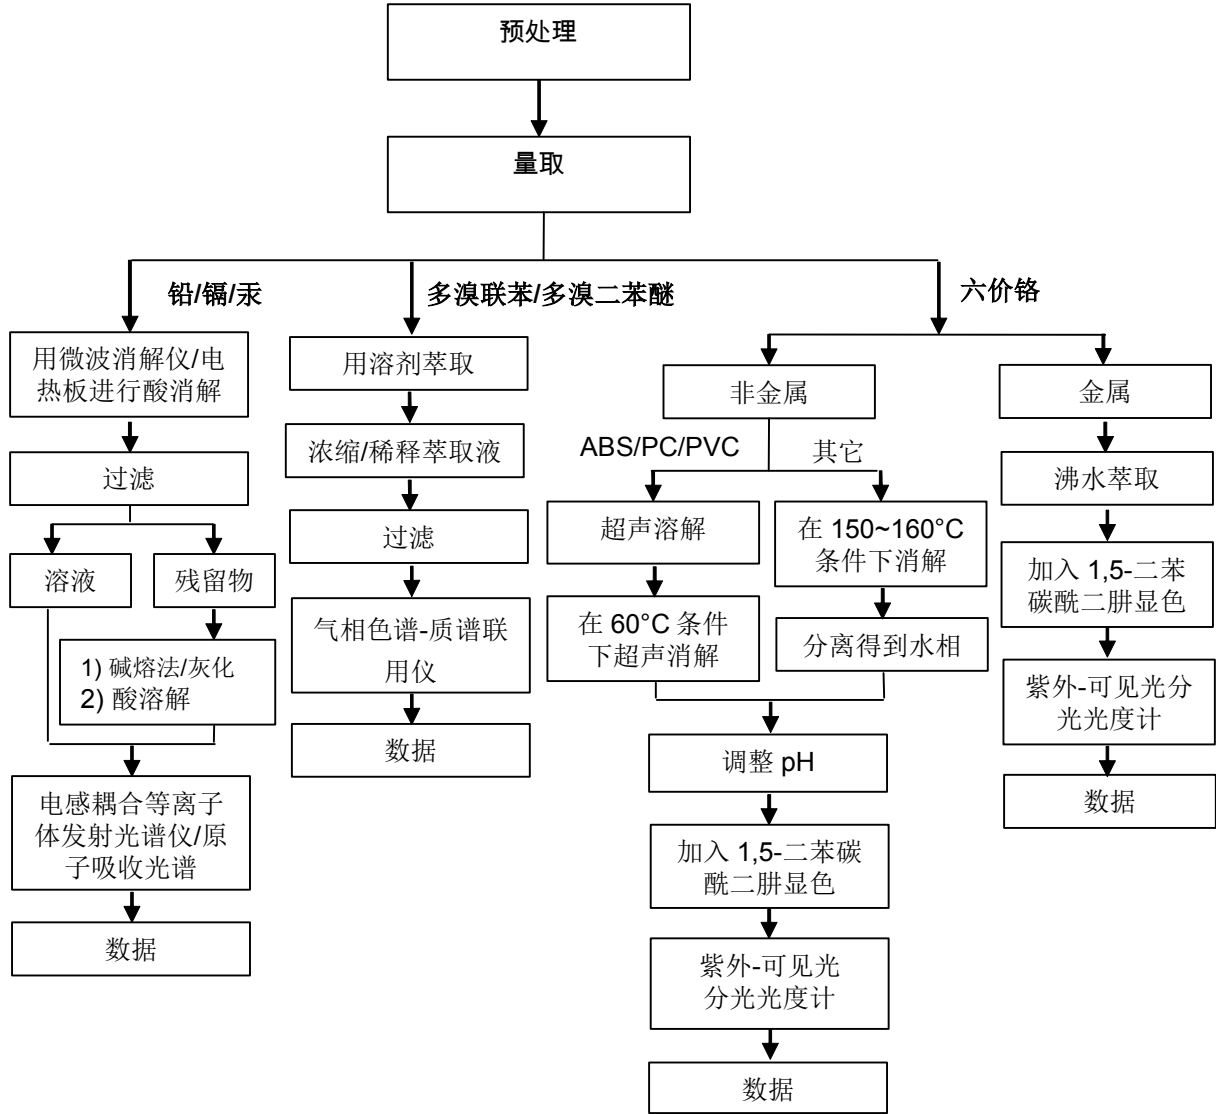 预处理
量取
铅/镉/汞
多溴联苯/多溴二苯醚
六价铬
用微波消解仪/电
热板进行酸消解
过滤
溶液
残留物
1) 碱熔法/灰化
2) 酸溶解
电感耦合等离子
体发射光谱仪/原
子吸收光谱
数据
用溶剂萃取
浓缩/稀释萃取液
过滤
气相色谱-质谱联
用仪
数据
非金属
ABS/PC/PVC
其它
超声溶解
在 60°C 条件
下超声消解
在 150~160°C
条件下消解
分离得到水相
调整 pH
加入 1,5-二苯碳
酰二肼显色
紫外-可见光
分光光度计
数据
金属
沸水萃取
加入 1,5-二苯
碳酰二肼显色
紫外-可见光分
光光度计
数据